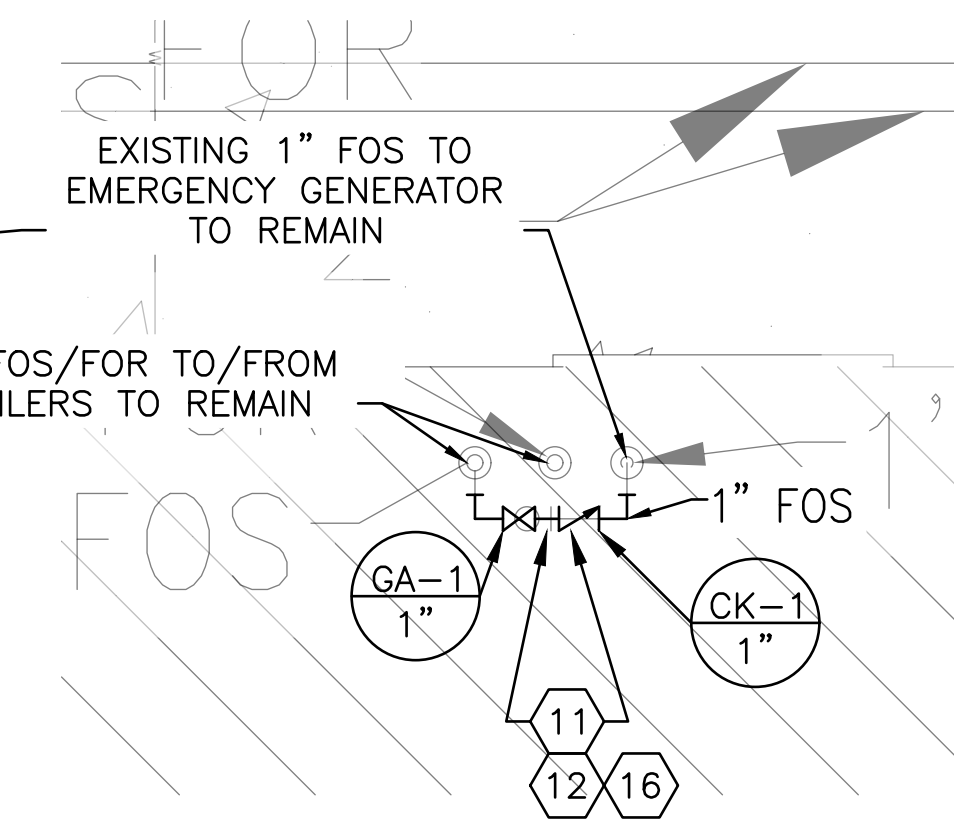 FOR
EXISTING 1” FOS TO
EMERGENCY GENERATOR
TO REMAIN
FOS/FOR TO/FROM
ILERS TO REMAIN
1” FOS
FOS
GA-1
1”
CK-1
1”
11
12
16